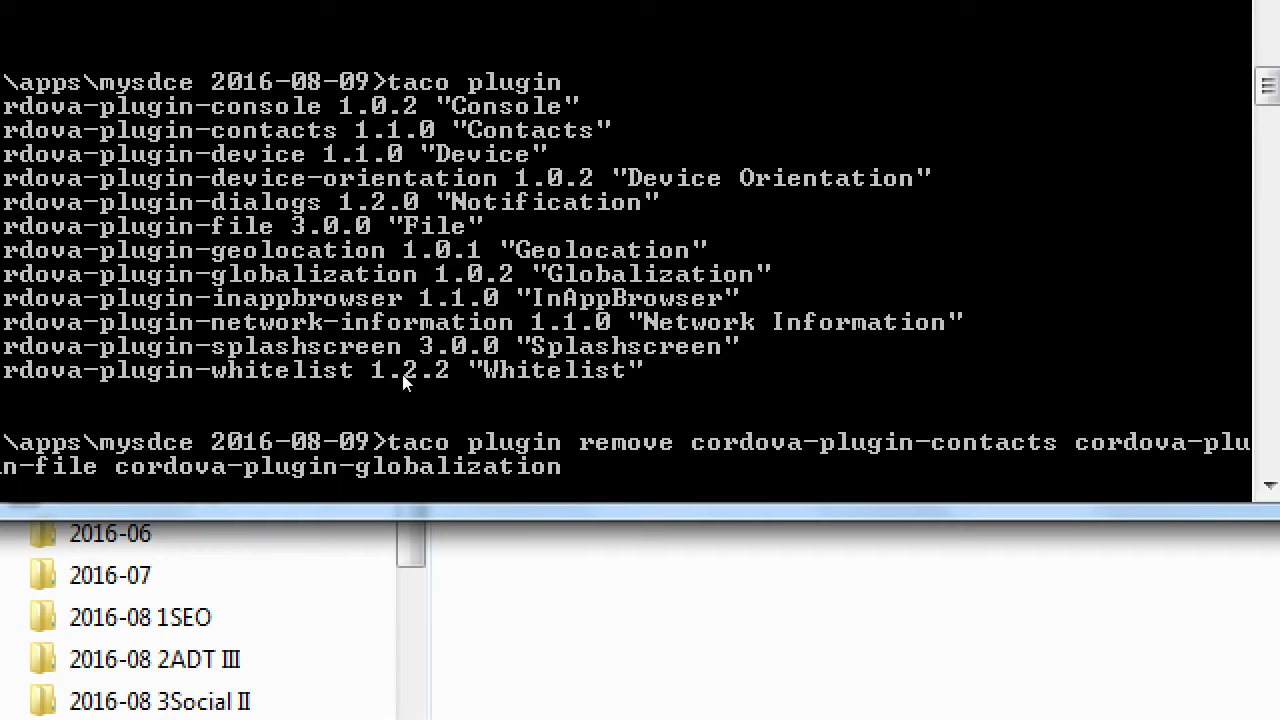 \apps\mysdce 2016-08-09>taco plugin
rdova-plugin-console 1.0.2 "Console"
rdova-plugin-contacts 1.1.0 "Contacts"
rdova-plugin-device 1.1.0 "Device"
rdova-plugin-device-orientation 1.0.2 "Device Orientation"
rdova-plugin-dialogs 1.2.0 "Notification"
rdova-plugin-file 3.0.0 "File"
rdova-plugin-geolocation 1.0.1 "Geolocation"
rdova-plugin-globalization 1.0.2 "Globalization"
rdova-plugin-inappbrowser 1.1.0 "InAppBrowser"
rdova-plugin-network-information 1.1.0 "Network Information"
rdova-plugin-splashscreen 3.0.0 "Splashscreen"
rdova-plugin-whitelist 1.2.2 "Whitelist"
\apps\mysdce 2016-08-09>taco plugin remove cordova-plugin-contacts cordova-plu
n-file cordova-plugin-globalization
2016-06
2016-07
2016-08 1SEO
2016-08 2ADT III
2016-08 3Social II